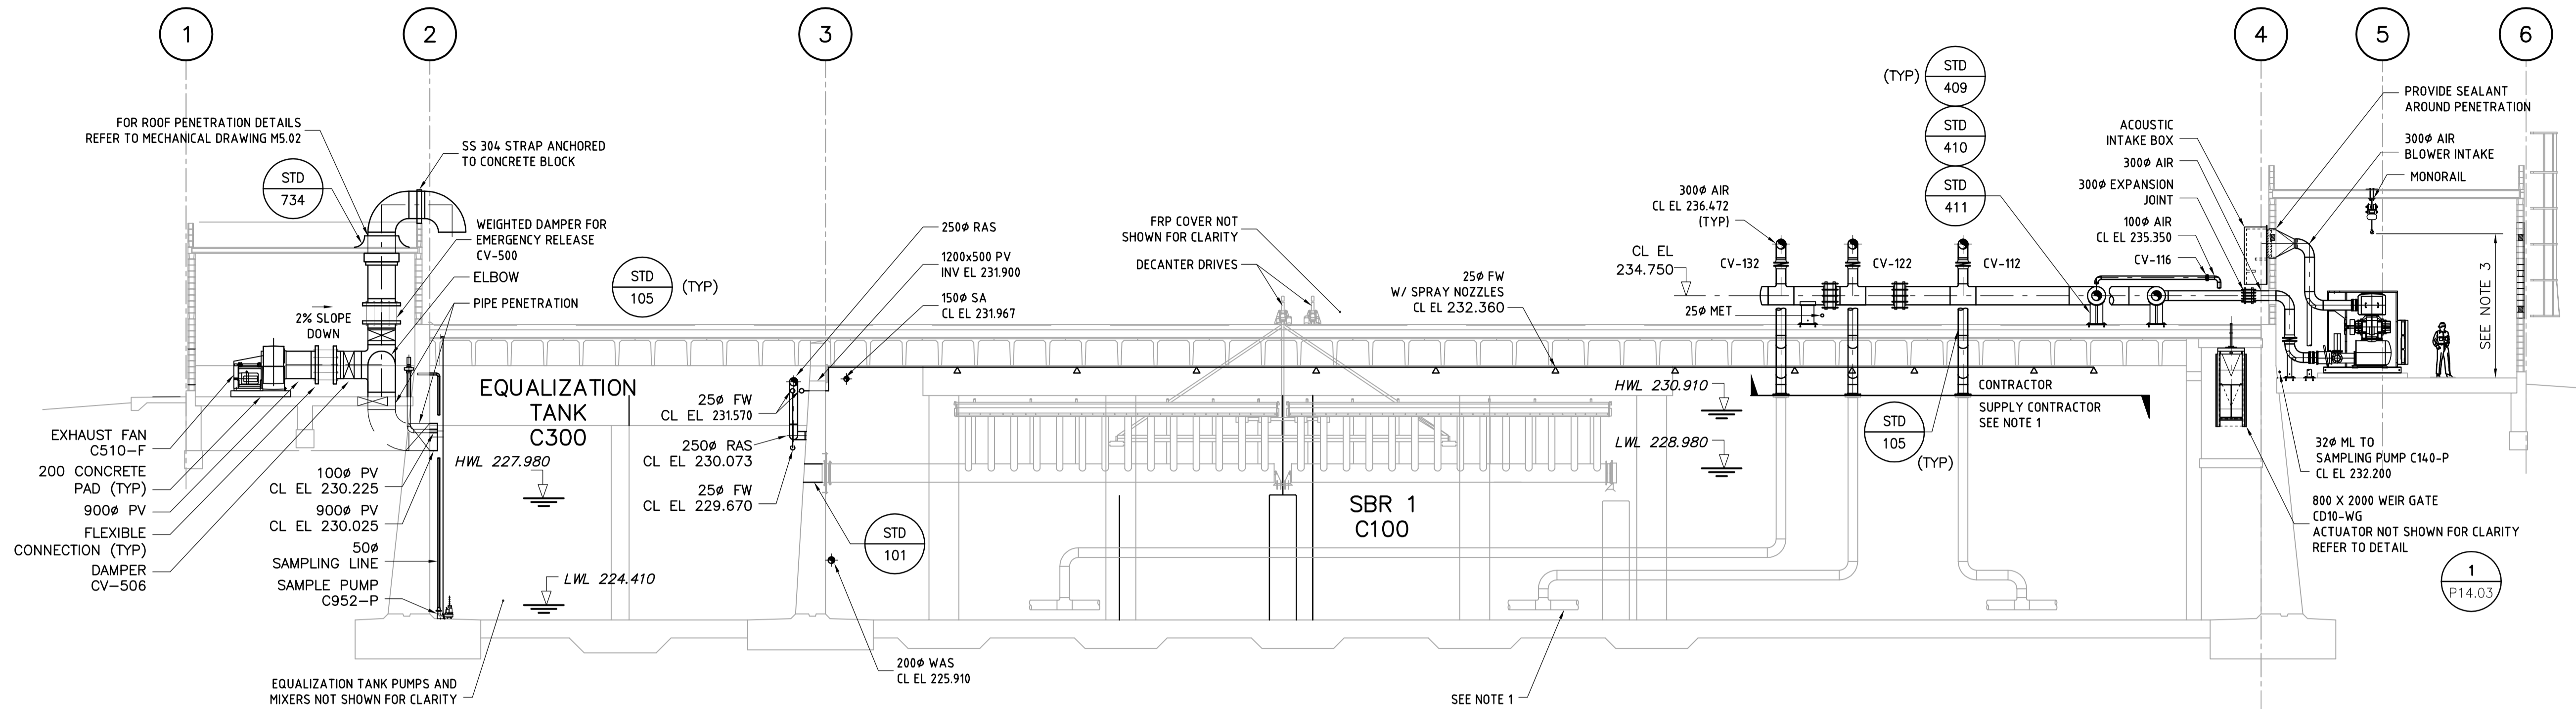 1
2
3
4
5
6
FOR ROOF PENETRATION DETAILS
REFER TO MECHANICAL DRAWING M5.02
STD
734
SS 304 STRAP ANCHORED
TO CONCRETE BLOCK
WEIGHTED DAMPER FOR
EMERGENCY RELEASE
CV-500
ELBOW
PIPE PENETRATION
2% SLOPE
DOWN
STD
105
(TYP)
EXHAUST FAN
C510-F
200 CONCRETE
PAD (TYP)
900ø PV
FLEXIBLE
CONNECTION (TYP)
DAMPER
CV-506
100ø PV
CL EL 230.225
900ø PV
CL EL 230.025
50ø
SAMPLING LINE
SAMPLE PUMP
C952-P
EQUALIZATION
TANK
C300
HWL 227.980
LWL 224.410
EQUALIZATION TANK PUMPS AND
MIXERS NOT SHOWN FOR CLARITY
250ø RAS
1200x500 PV
INV EL 231.900
150ø SA
CL EL 231.967
25ø FW
CL EL 231.570
250ø RAS
CL EL 230.073
25ø FW
CL EL 229.670
STD
101
200ø WAS
CL EL 225.910
FRP COVER NOT
SHOWN FOR CLARITY
DECANTER DRIVES
25ø FW
W/ SPRAY NOZZLES
CL EL 232.360
SBR 1
C100
HWL 230.910
LWL 228.980
SEE NOTE 1
CL EL
234.750
300ø AIR
CL EL 236.472
(TYP)
CV-132
CV-122
CV-112
25ø MET
(TYP)
STD
409
STD
410
STD
411
CONTRACTOR
SUPPLY CONTRACTOR
SEE NOTE 1
STD
105
(TYP)
ACOUSTIC
INTAKE BOX
300ø AIR
300ø EXPANSION
JOINT
100ø AIR
CL EL 235.350
CV-116
PROVIDE SEALANT
AROUND PENETRATION
300ø AIR
BLOWER INTAKE
MONORAIL
SEE NOTE 3
32ø ML TO
SAMPLING PUMP C140-P
CL EL 232.200
800 X 2000 WEIR GATE
CD10-WG
ACTUATOR NOT SHOWN FOR CLARITY
REFER TO DETAIL
1
P14.03